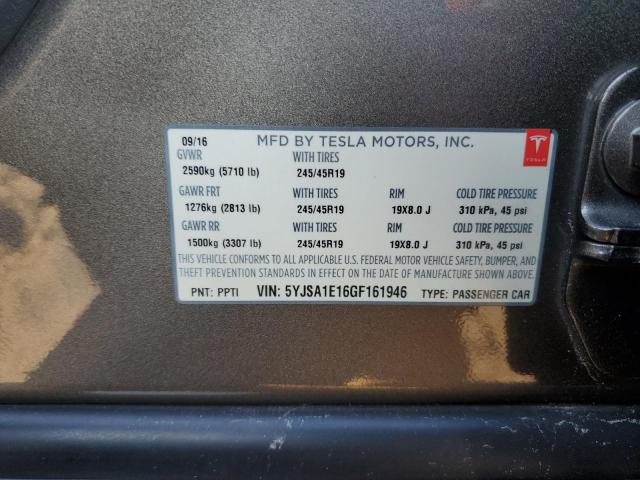 09/16 MFD BY TESLA MOTORS, INC.
GVWR WITH TIRES
2590kg (5710 lb) 245/45R19
TESLA
GAWR FRT WITH TIRES RIM COLD TIRE PRESSURE
1276kg (2813 lb) 245/45R19 19X8.0 J 310 kPa, 45 psi
GAWR RR WITH TIRES RIM COLD TIRE PRESSURE
1500kg (3307 lb) 245/45R19 19X8.0 J 310 kPa, 45 psi
THIS VEHICLE CONFORMS TO ALL APPLICABLE U.S. FEDERAL MOTOR VEHICLE SAFETY, BUMPER, AND
THEFT PREVENTION STANDARDS IN EFFECT ON THE DATE OF MANUFACTURE SHOWN ABOVE.
PNT: PPTI VIN: 5YJSA1E16GF161946 TYPE: PASSENGER CAR